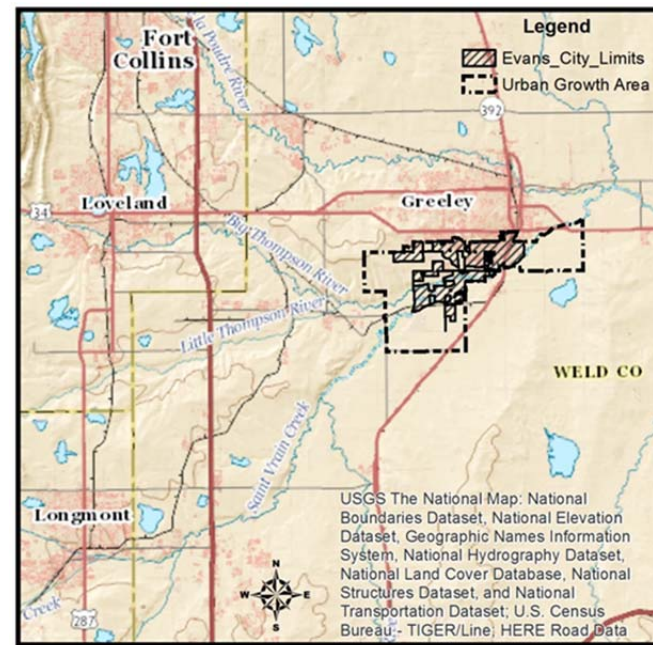 Legend
Evans_City_Limits
Urban Growth Area
Fort
Collins
la Poudre River
392
Loveland
Greeley
34
Big Thompson River
Little Thompson River
WELD CO
Saint Vrain Creek
Longmont
N
W E
S
Creek
287
USGS The National Map: National
Boundaries Dataset, National Elevation
Dataset, Geographic Names Information
System, National Hydrography Dataset,
National Land Cover Database, National
Structures Dataset, and National
Transportation Dataset; U.S. Census
Bureau - TIGER/Line; HERE Road Data